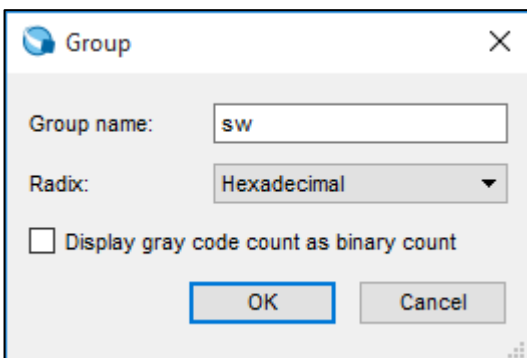 Group
Group name: sw
Radix: Hexadecimal
Display gray code count as binary count
OK Cancel